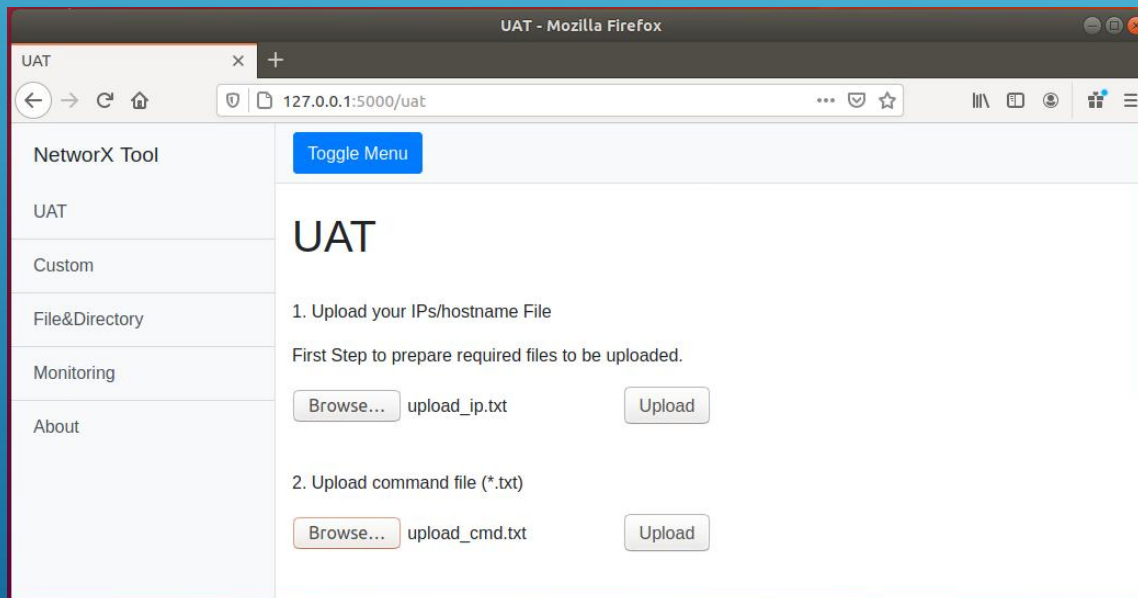 UAT - Mozilla Firefox
UAT
127.0.0.1:5000/uat
NetworX Tool
Toggle Menu
UAT
Custom
File&Directory
Monitoring
About
UAT
1. Upload your IPs/hostname File
First Step to prepare required files to be uploaded.
Browse... upload_ip.txt Upload
2. Upload command file (*.txt)
Browse... upload_cmd.txt Upload